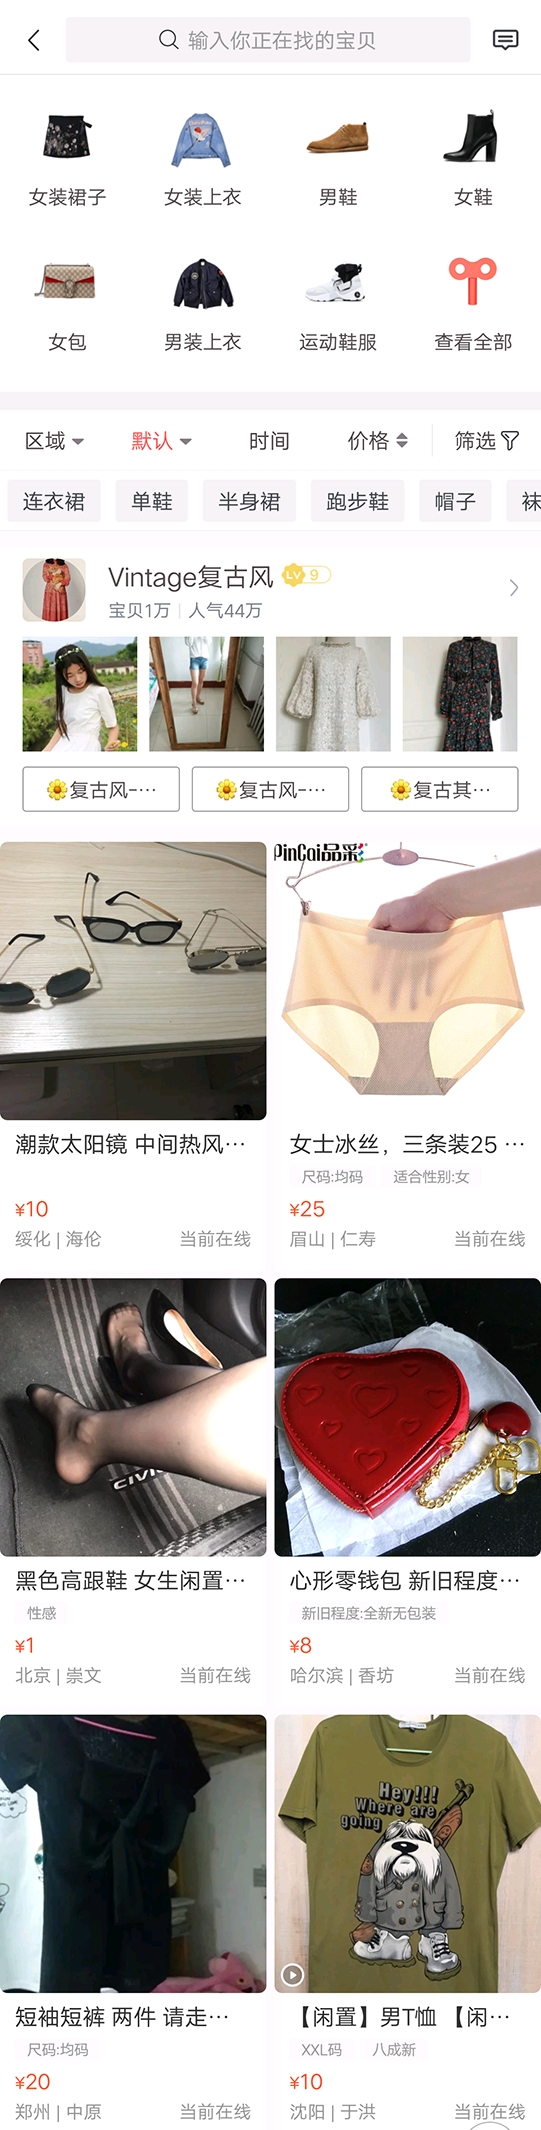 输入你正在找的宝贝
女装裙子 女装上衣 男鞋 女鞋
女包 男装上衣 运动鞋服 查看全部
区域 默认 时间 价格 筛选
连衣裙 单鞋 半身裙 跑步鞋 帽子 袜
Vintage复古风 LV 9
宝贝1万 | 人气44万
复古风-… 复古风-… 复古其…
PinCai品彩
潮款太阳镜 中间热风…
¥10
绥化 | 海伦 当前在线
女士冰丝，三条装25 …
尺码:均码 适合性别:女
¥25
眉山 | 仁寿 当前在线
CIVIC
黑色高跟鞋 女生闲置…
性感
¥1
北京 | 崇文 当前在线
心形零钱包 新旧程度…
新旧程度:全新无包装
¥8
哈尔滨 | 香坊 当前在线
短袖短裤 两件 请走…
尺码:均码
¥20
郑州 | 中原 当前在线
Hey!!!
Where are
going
【闲置】男T恤 【闲…
XXL码 八成新
¥10
沈阳 | 于洪 当前在线